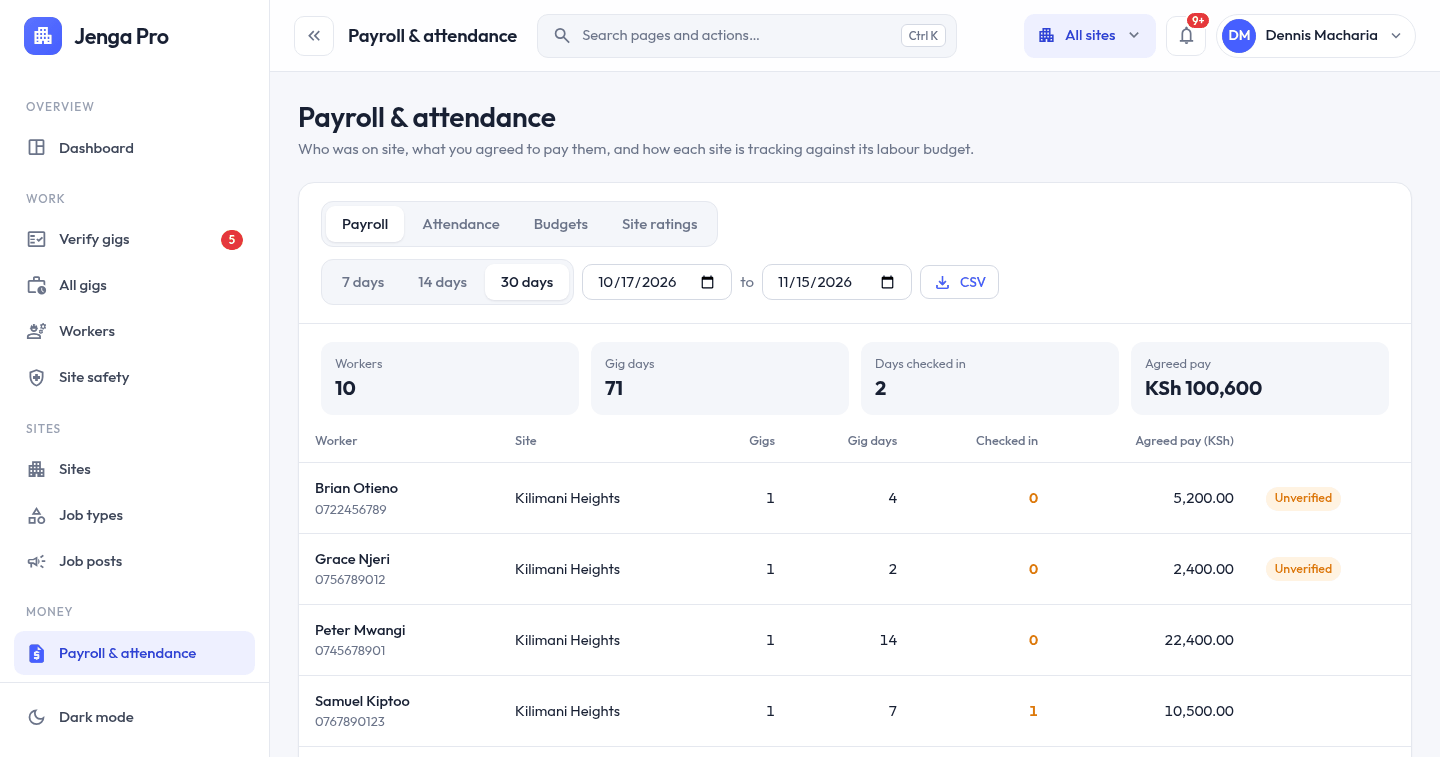 Jenga Pro
OVERVIEW
Dashboard
WORK
Verify gigs 5
All gigs
Workers
Site safety
SITES
Sites
Job types
Job posts
MONEY
Payroll & attendance
Dark mode
Payroll & attendance
Search pages and actions...
Ctrl K
All sites
9+
DM Dennis Macharia
Payroll & attendance
Who was on site, what you agreed to pay them, and how each site is tracking against its labour budget.
Payroll Attendance Budgets Site ratings
7 days 14 days 30 days 10/17/2026 to 11/15/2026 CSV
Workers
10
Gig days
71
Days checked in
2
Agreed pay
KSh 100,600
Worker Site Gigs Gig days Checked in Agreed pay (KSh)
Brian Otieno
0722456789
Kilimani Heights 1 4 0 5,200.00 Unverified
Grace Njeri
0756789012
Kilimani Heights 1 2 0 2,400.00 Unverified
Peter Mwangi
0745678901
Kilimani Heights 1 14 0 22,400.00
Samuel Kiptoo
0767890123
Kilimani Heights 1 7 1 10,500.00